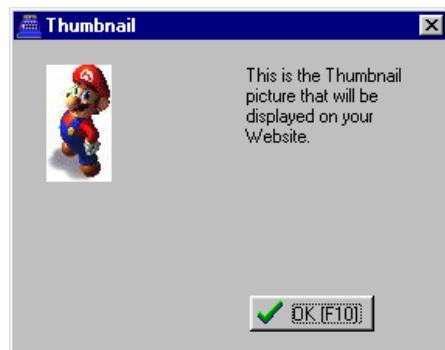 Thumbnail
This is the Thumbnail
picture that will be
displayed on your
Website.
OK (F10)